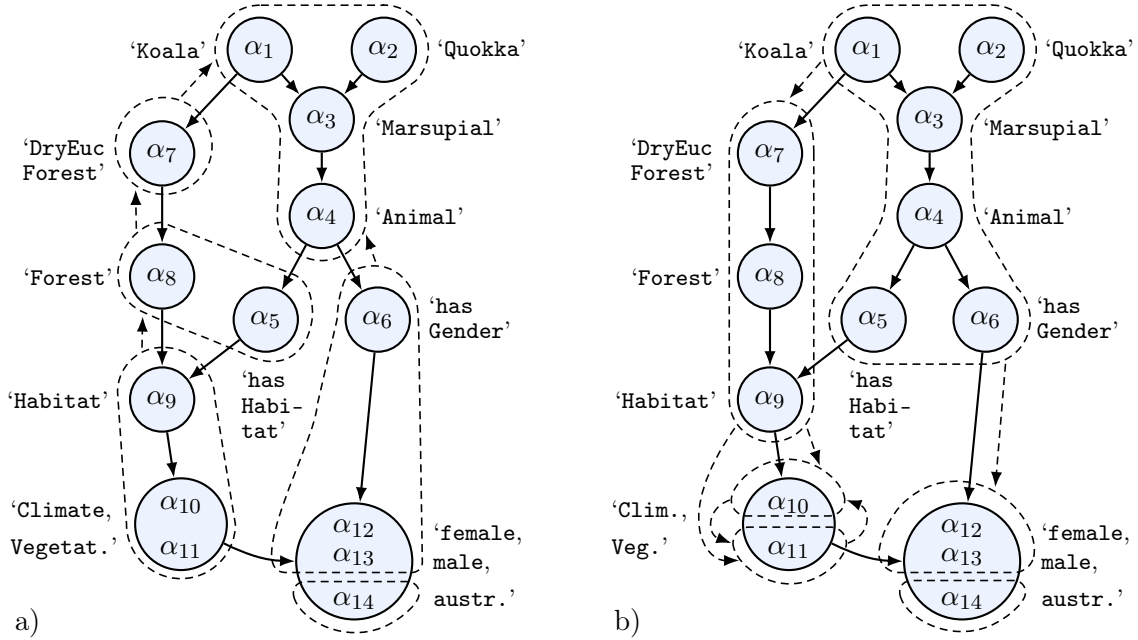 ‘Koala’ α1 α2 ‘Quokka’
α3 ‘Marsupial’
‘DryEuc
Forest’ α7
α4 ‘Animal’
‘Forest’ α8
α5 α6 ‘has
Gender’
‘Habitat’ α9
‘has
Habi-
tat’
‘Climate,
Vegetat.’
α10
α11
α12
α13
α14
‘female,
male,
austr.’
a)
‘Koala’ α1 α2 ‘Quokka’
α3 ‘Marsupial’
‘DryEuc
Forest’ α7
α4 ‘Animal’
‘Forest’ α8
α5 α6 ‘has
Gender’
‘Habitat’ α9
‘has
Habi-
tat’
‘Clim.,
Veg.’
α10
α11
α12
α13
α14
‘female,
male,
austr.’
b)